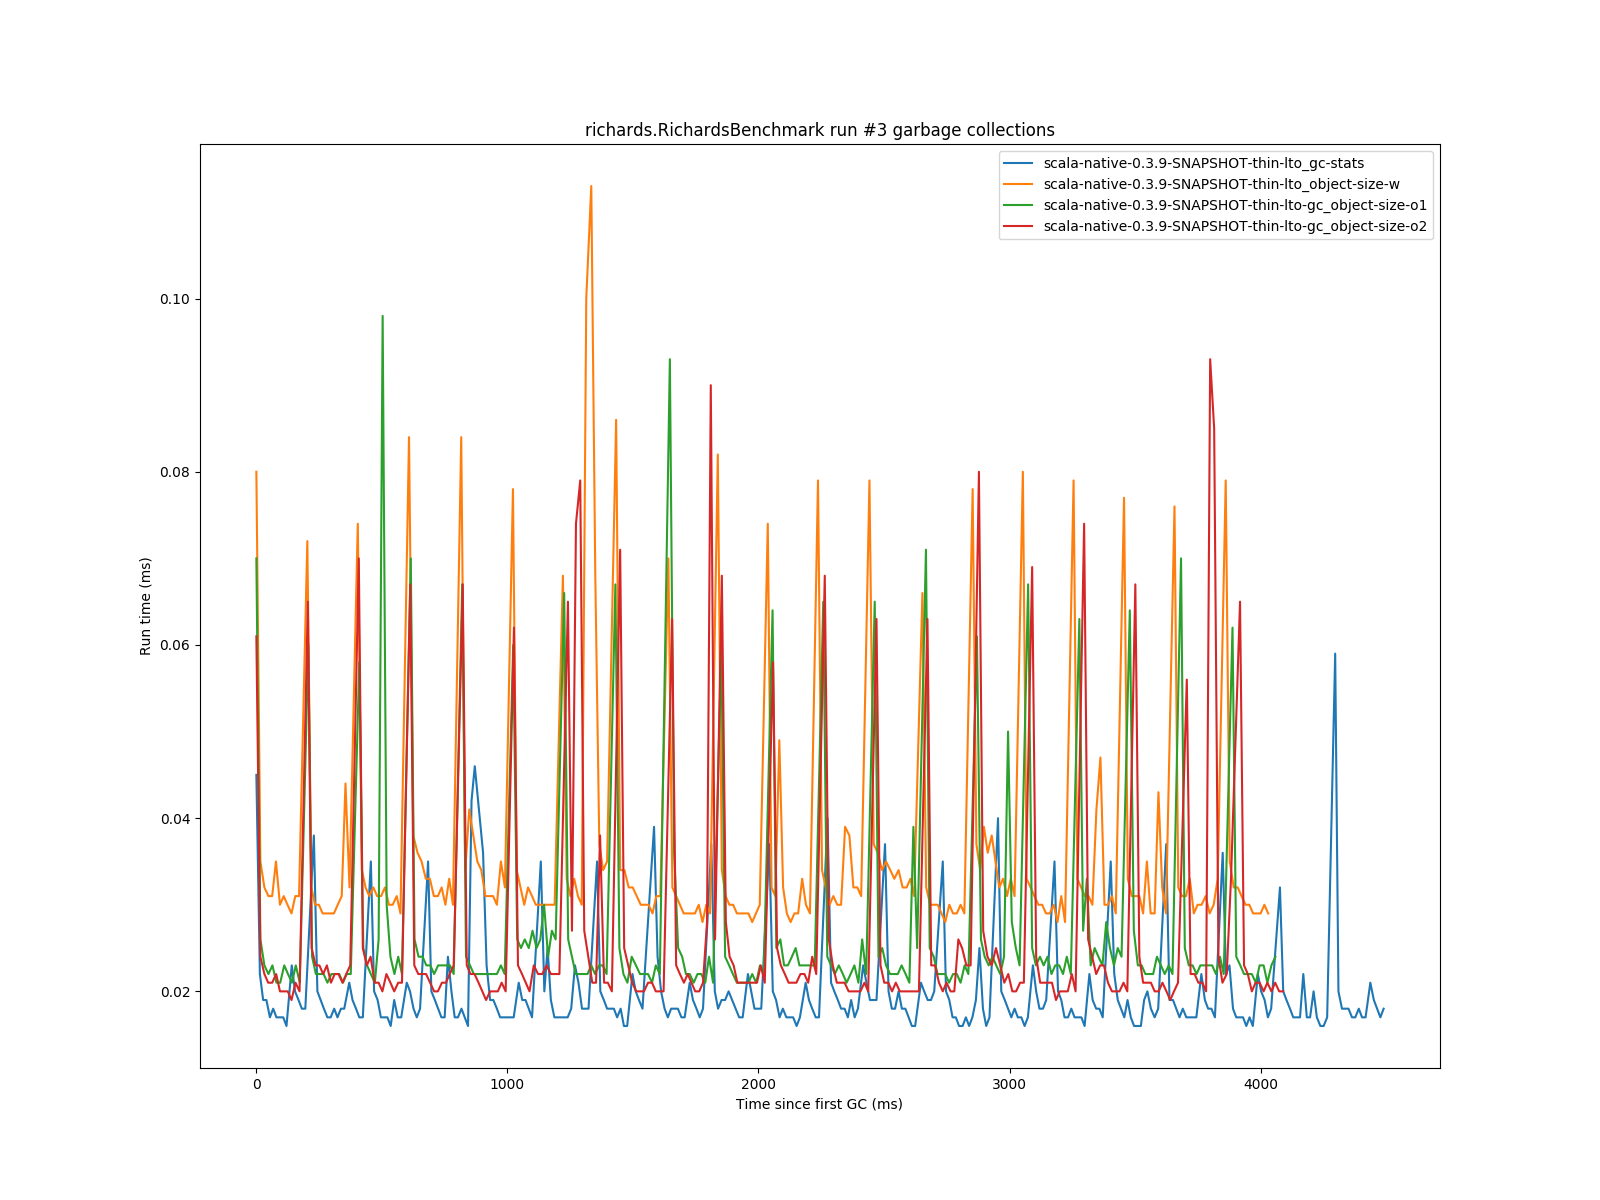 richards.RichardsBenchmark run #3 garbage collections
scala-native-0.3.9-SNAPSHOT-thin-lto_gc-stats
scala-native-0.3.9-SNAPSHOT-thin-lto_object-size-w
scala-native-0.3.9-SNAPSHOT-thin-lto-gc_object-size-o1
scala-native-0.3.9-SNAPSHOT-thin-lto-gc_object-size-o2
Run time (ms)
0.10
0.08
0.06
0.04
0.02
0 1000 2000 3000 4000
Time since first GC (ms)